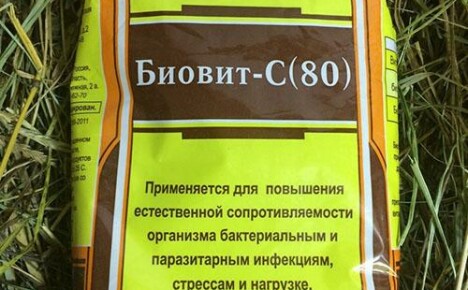 Биовит-С(80)
Применяется для повышения
естественной сопротивляемости
организма бактериальным и
паразитарным инфекциям,
стрессам и нагрузке.